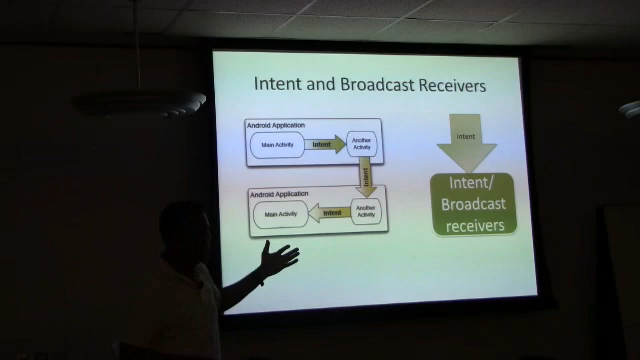 Intent and Broadcast Receivers
Android Application
Main Activity
Intent
Another
Activity
Intent
Android Application
Main Activity
Intent
Another
Activity
intent
Intent/
Broadcast
receivers